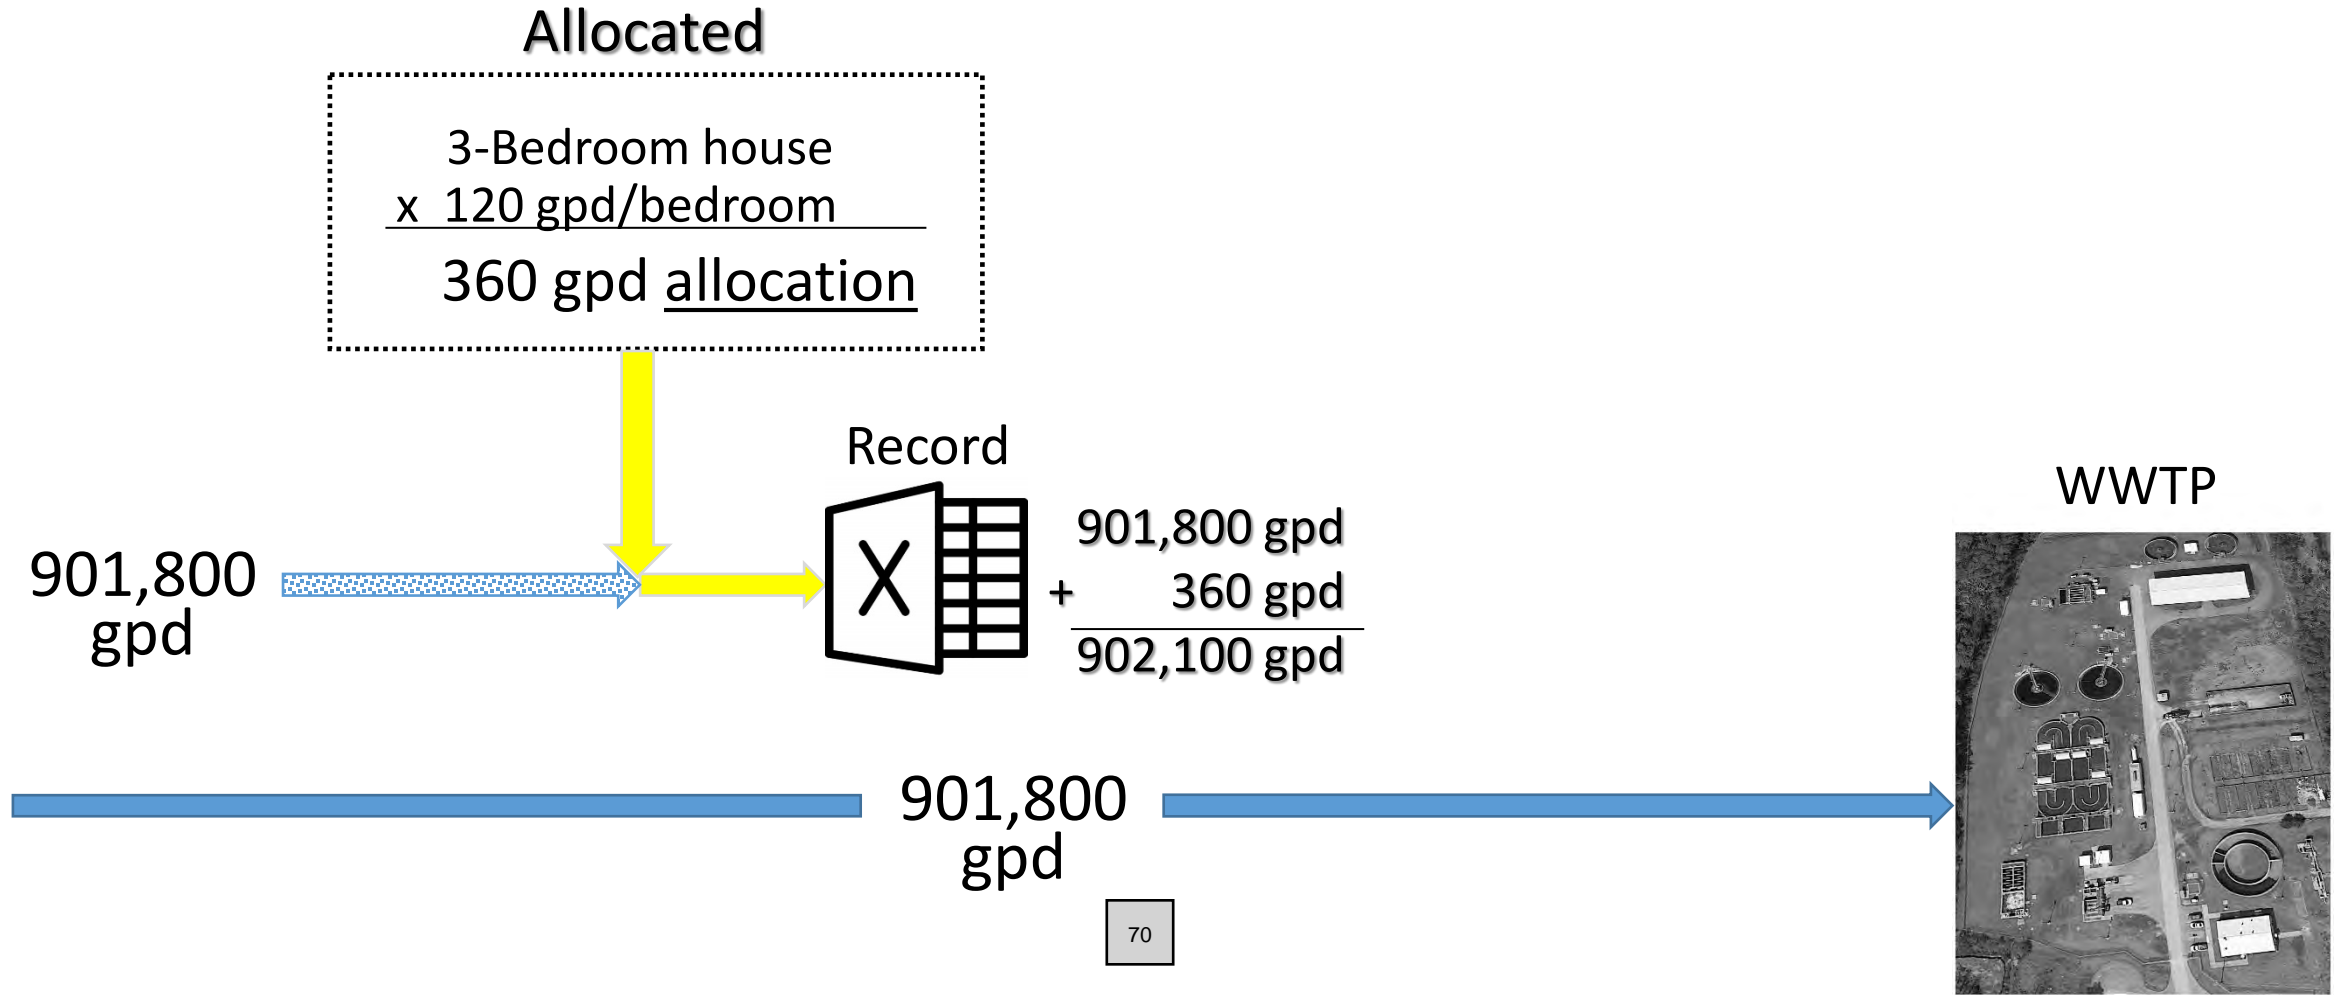 Allocated
3-Bedroom house
x 120 gpd/bedroom
360 gpd allocation
Record
X
901,800 gpd
+ 360 gpd
902,100 gpd
WWTP
901,800
gpd
901,800
gpd
70